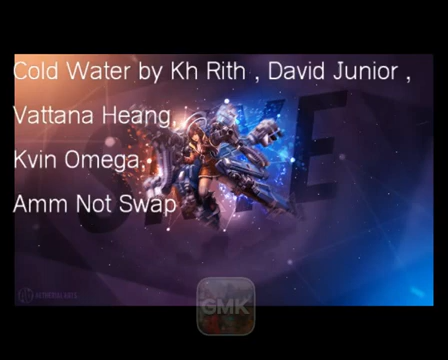 Cold Water by Kh Rith , David Junior ,
Vattana Heang,
Kvin Omega,
Amm Not Swap
GMK